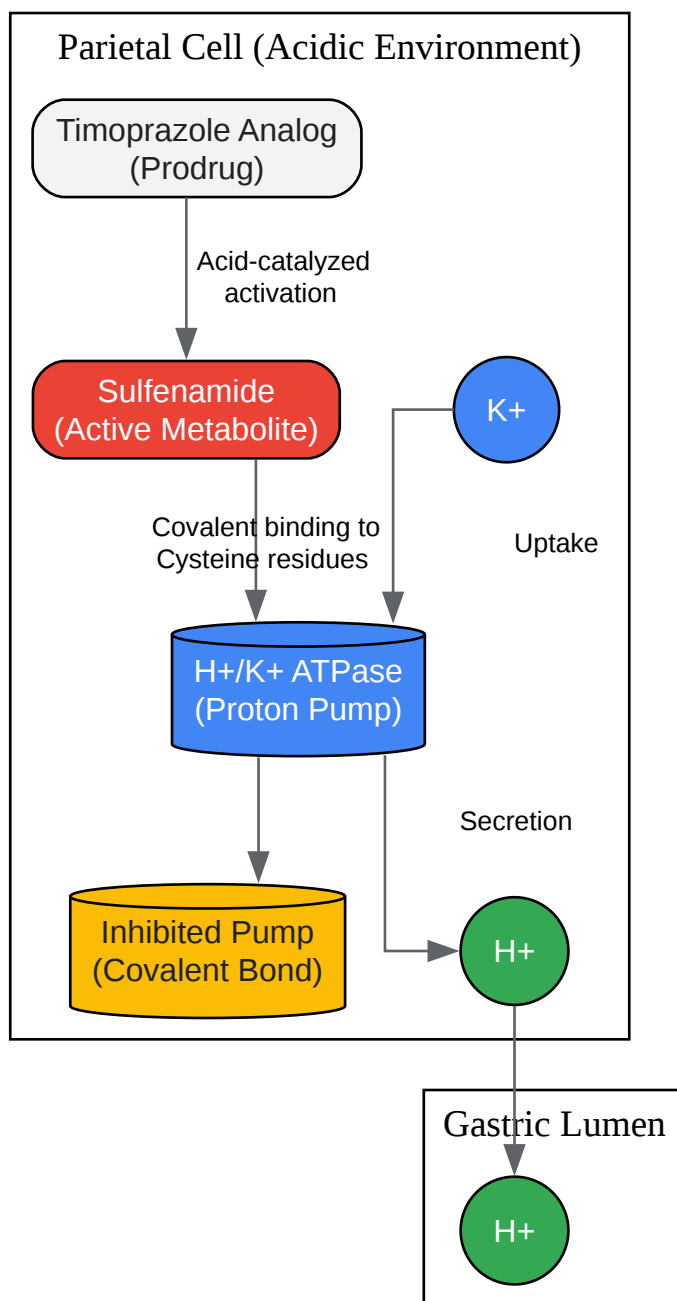 Parietal Cell (Acidic Environment)
Timoprazole Analog
(Prodrug)
Acid-catalyzed
activation
Sulfenamide
(Active Metabolite)
K+
Covalent binding to
Cysteine residues
Uptake
H+/K+ ATPase
(Proton Pump)
Secretion
Inhibited Pump
(Covalent Bond)
H+
Gastric Lumen
H+